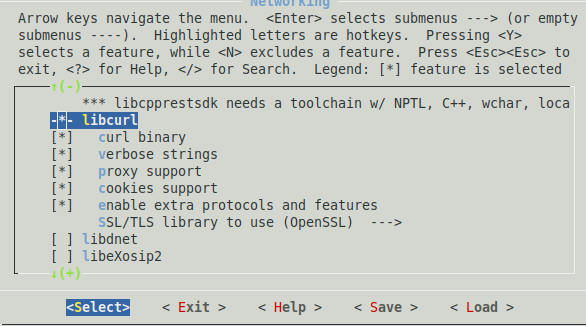 Networking
Arrow keys navigate the menu.  <Enter> selects submenus ---> (or empty
submenus ----).  Highlighted letters are hotkeys.  Pressing <Y>
selects a feature, while <N> excludes a feature.  Press <Esc><Esc> to
exit, <?> for Help, </> for Search.  Legend: [*] feature is selected
↑(-)
*** libcpprestsdk needs a toolchain w/ NPTL, C++, wchar, loca
-*- libcurl
[*]   curl binary
[*]   verbose strings
[*]   proxy support
[*]   cookies support
[*]   enable extra protocols and features
SSL/TLS library to use (OpenSSL)  --->
[ ] libdnet
[ ] libeXosip2
↓(+)
<Select>    < Exit >    < Help >    < Save >    < Load >